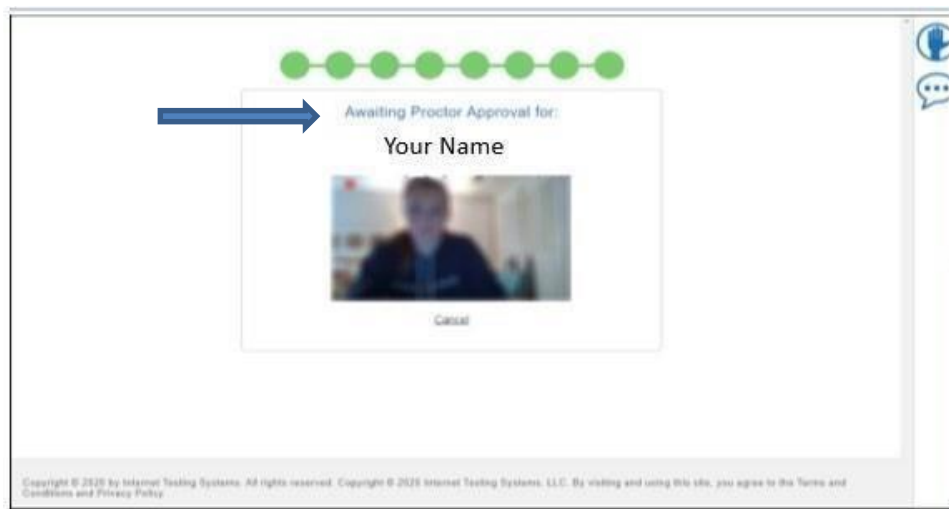 Awaiting Proctor Approval for:
Your Name
Cancel
Copyright © 2020 by Internet Testing Systems. All rights reserved. Copyright © 2020 Internet Testing Systems, LLC. By visiting and using this site, you agree to the Terms and
Conditions and Privacy Policy